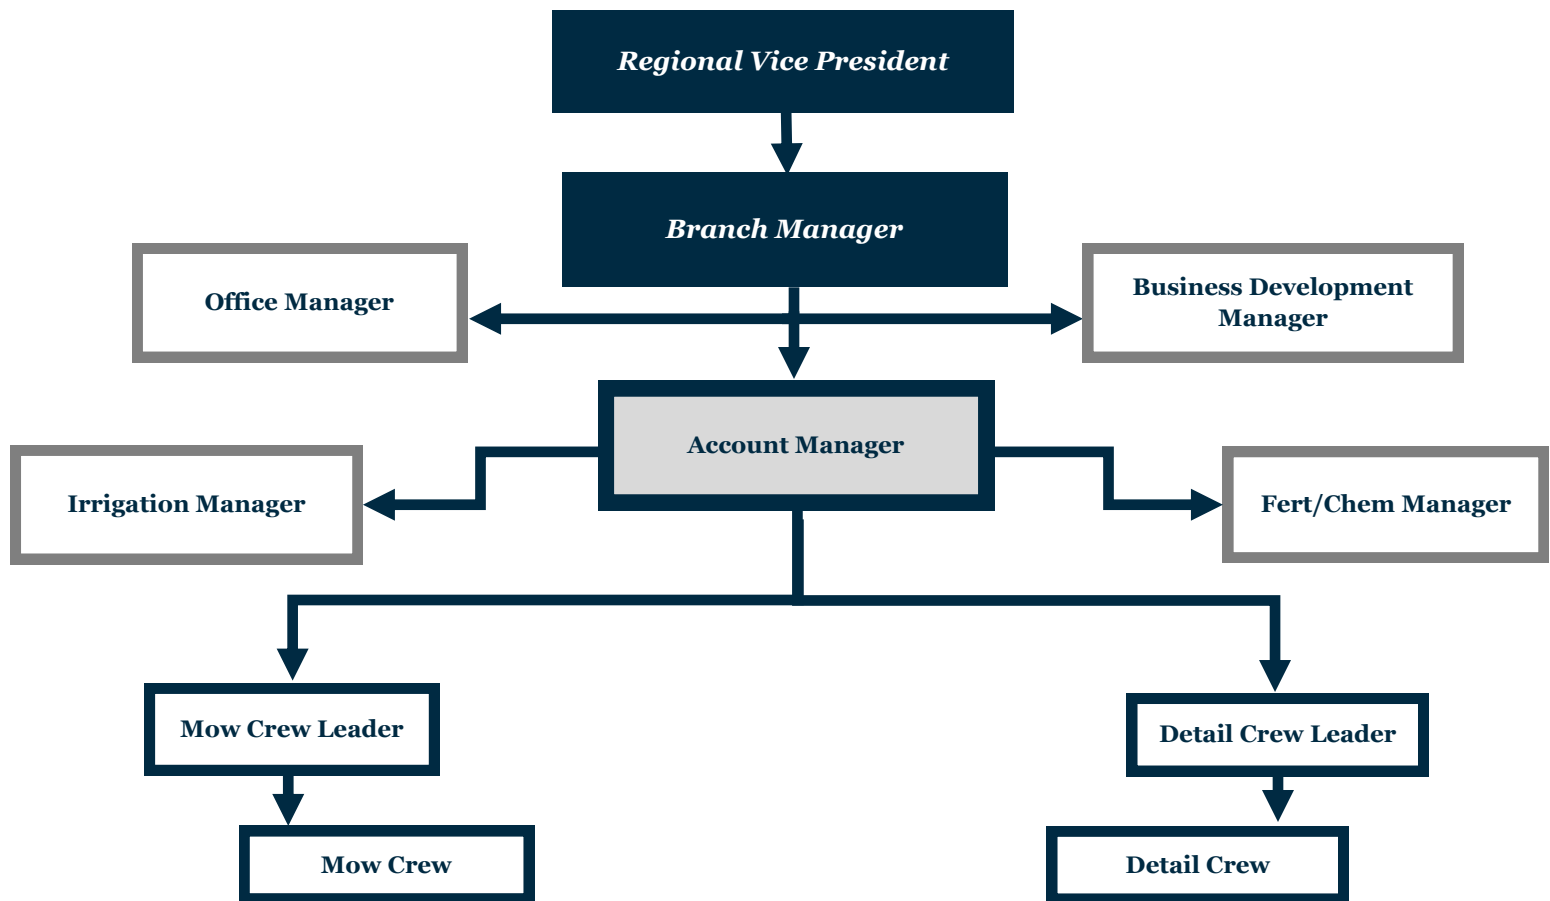 Regional Vice President
Branch Manager
Office Manager
Business Development
Manager
Account Manager
Irrigation Manager
Fert/Chem Manager
Mow Crew Leader
Detail Crew Leader
Mow Crew
Detail Crew